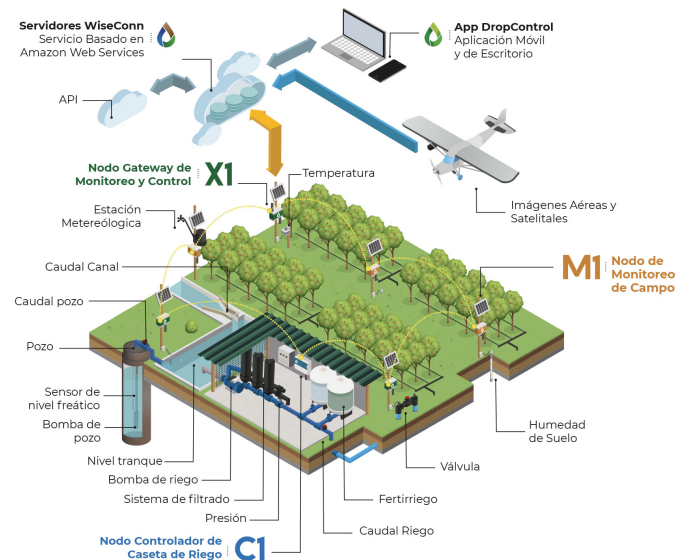 Servidores WiseConn
Servicio Basado en
Amazon Web Services
App DropControl
Aplicación Móvil
y de Escritorio
API
Nodo Gateway de
Monitoreo y Control
X1
Temperatura
Imágenes Aéreas y
Satelitales
Estación
Metereólogica
M1
Nodo de
Monitoreo
de Campo
Caudal Canal
Caudal pozo
Pozo
Sensor de
nivel freático
Bomba de
pozo
Humedad
de Suelo
Nivel tranque
Válvula
Bomba de riego
Sistema de filtrado
Fertirriego
Presión
Caudal Riego
Nodo Controlador de
Caseta de Riego
C1